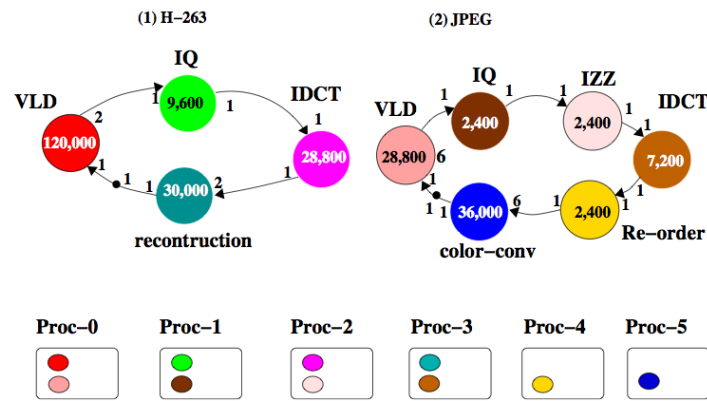 (1) H-263
(2) JPEG
IQ
VLD
9,600
IDCT
120,000
2
1
1
1
28,800
1
1
1
30,000
2
1
recontruction
IQ
IZZ
VLD
2,400
2,400
IDCT
28,800
6
1
1
1
1
1
7,200
1
1
1
1
36,000
6
1
2,400
1
color-conv
Re-order
Proc-0
Proc-1
Proc-2
Proc-3
Proc-4
Proc-5